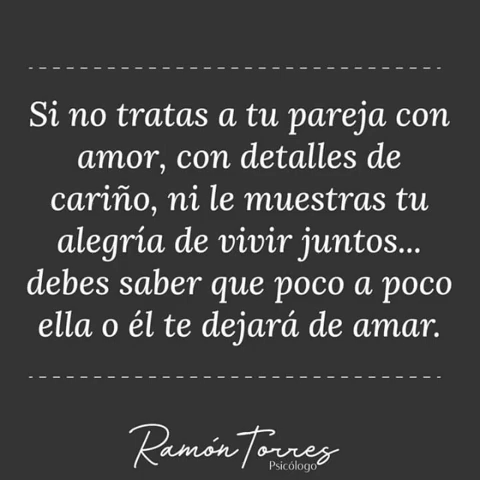 Si no tratas a tu pareja con
amor, con detalles de
cariño, ni le muestras tu
alegría de vivir juntos...
debes saber que poco a poco
ella o él te dejará de amar.
Ramón Torres
Psicólogo